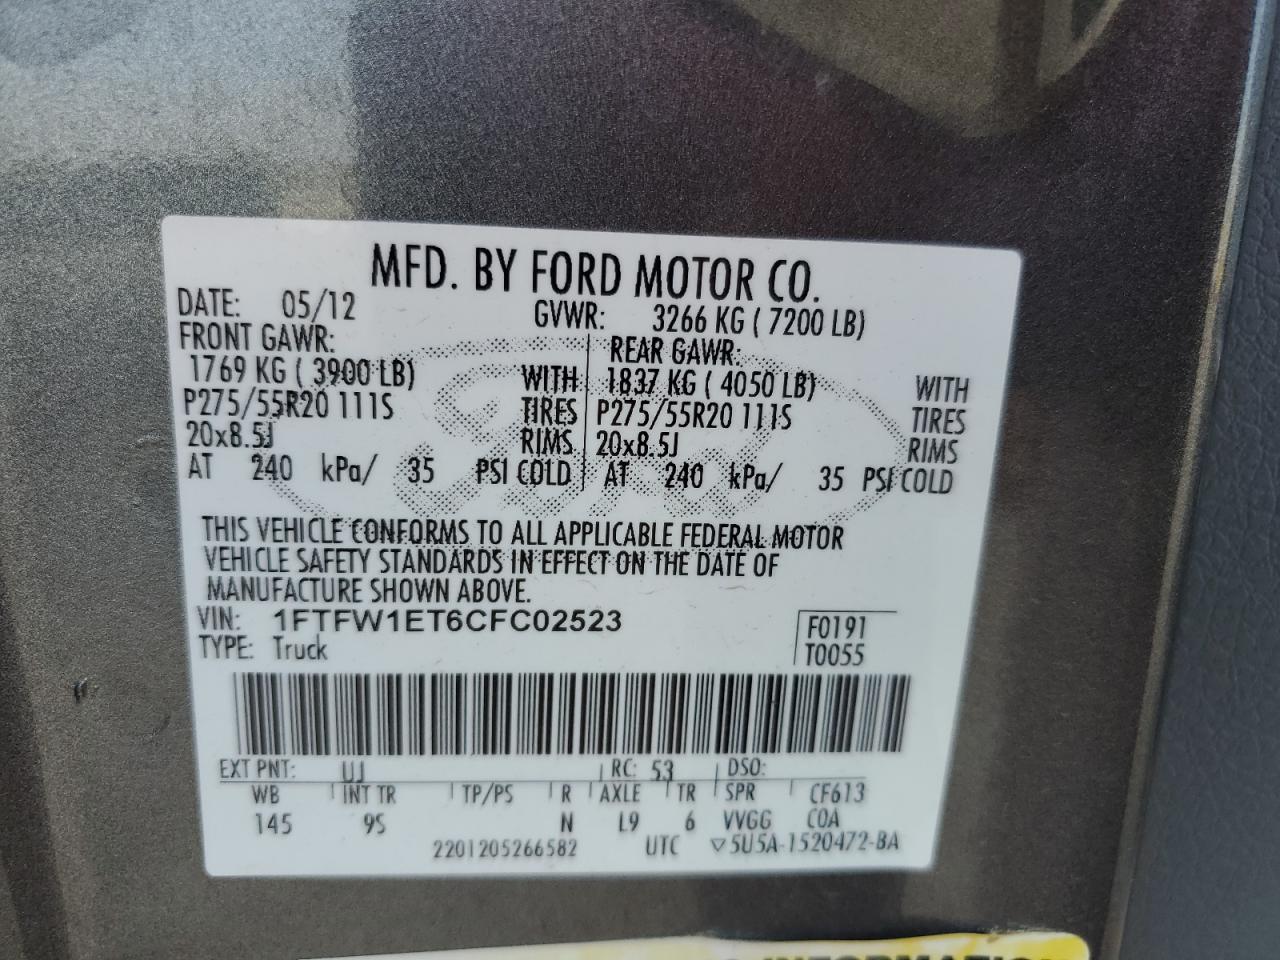 MFD. BY FORD MOTOR CO.
DATE: 05/12 GVWR: 3266 KG ( 7200 LB)
FRONT GAWR: REAR GAWR:
1769 KG ( 3900 LB) WITH 1837 KG ( 4050 LB) WITH
P275/55R20 111S TIRES P275/55R20 111S TIRES
20x8.5J RIMS 20x8.5J RIMS
AT 240 kPa/ 35 PSI COLD AT 240 kPa/ 35 PSI COLD
THIS VEHICLE CONFORMS TO ALL APPLICABLE FEDERAL MOTOR
VEHICLE SAFETY STANDARDS IN EFFECT ON THE DATE OF
MANUFACTURE SHOWN ABOVE.
VIN: 1FTFW1ET6CFC02523 F0191
TYPE: Truck T0055
EXT PNT: UJ RC: 53 DSO:
WB INT TR TP/PS R AXLE TR SPR CF613
145 9S N L9 6 VVGG COA
2201205266582 UTC ▽5U5A-1520472-BA
INFORMATION